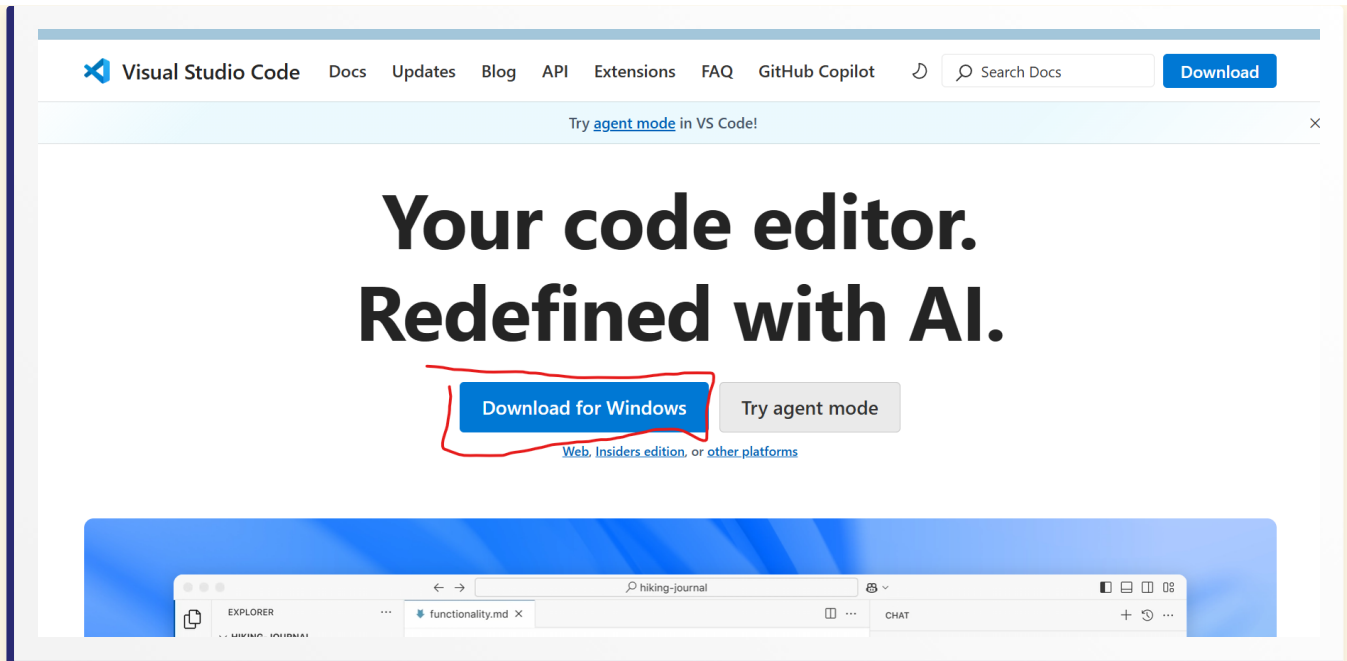 Visual Studio Code Docs Updates Blog API Extensions FAQ GitHub Copilot Search Docs Download
Try agent mode in VS Code!
Your code editor.
Redefined with AI.
Download for Windows Try agent mode
Web, Insiders edition, or other platforms
hiking-journal
EXPLORER functionality.md CHAT
HIKING-JOURNAL